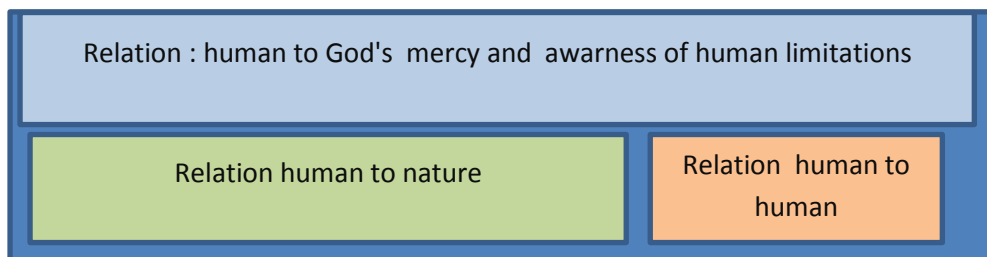 Relation : human to God's mercy and awarness of human limitations
Relation human to nature
Relation human to
human